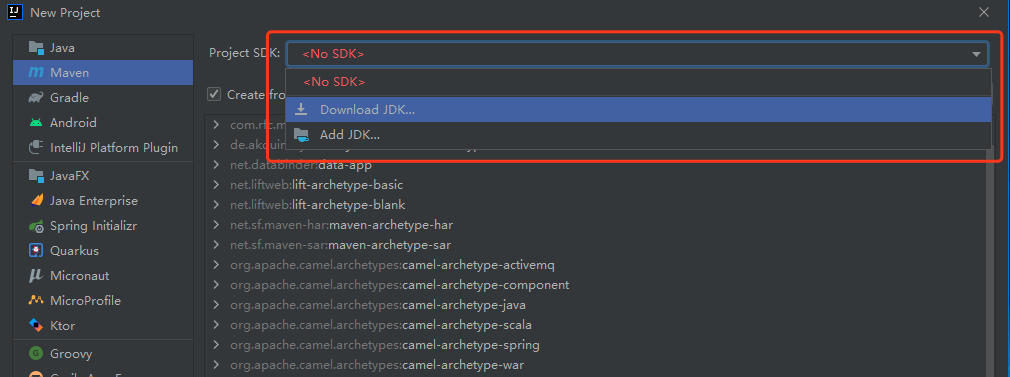 IJ
New Project
Java
Maven
Gradle
Android
IntelliJ Platform Plugin
JavaFX
Java Enterprise
Spring Initializr
Quarkus
Micronaut
MicroProfile
Ktor
Groovy
Project SDK:
<No SDK>
<No SDK>
Download JDK...
Add JDK...
Create fro
com.rfc.m
de.akquin
net.databinder:data-app
net.liftweb:lift-archetype-basic
net.liftweb:lift-archetype-blank
net.sf.maven-har:maven-archetype-har
net.sf.maven-sar:maven-archetype-sar
org.apache.camel.archetypes:camel-archetype-activemq
org.apache.camel.archetypes:camel-archetype-component
org.apache.camel.archetypes:camel-archetype-java
org.apache.camel.archetypes:camel-archetype-scala
org.apache.camel.archetypes:camel-archetype-spring
org.apache.camel.archetypes:camel-archetype-war